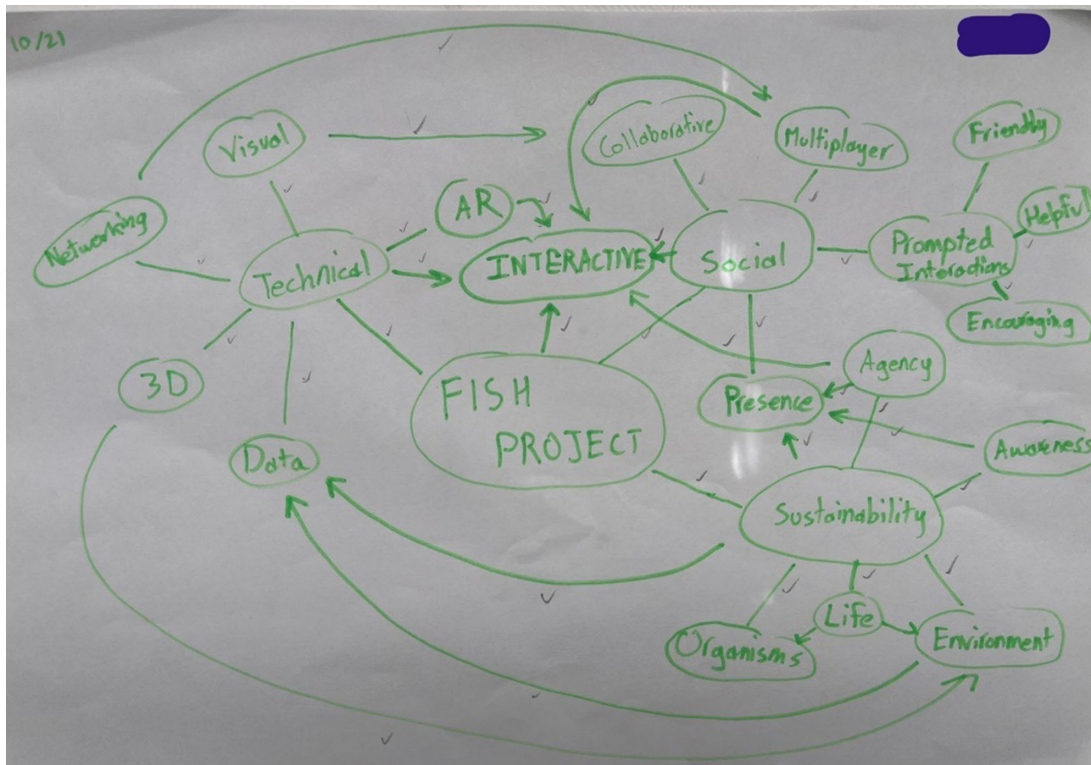 10/21
Visual
Collaborative
Multiplayer
Friendly
Networking
AR
Helpful
Technical
INTERACTIVE
Social
Prompted
Interactions
Encouraging
3D
FISH
PROJECT
Agency
Presence
Data
Awareness
Sustainability
Life
Organisms
Environment